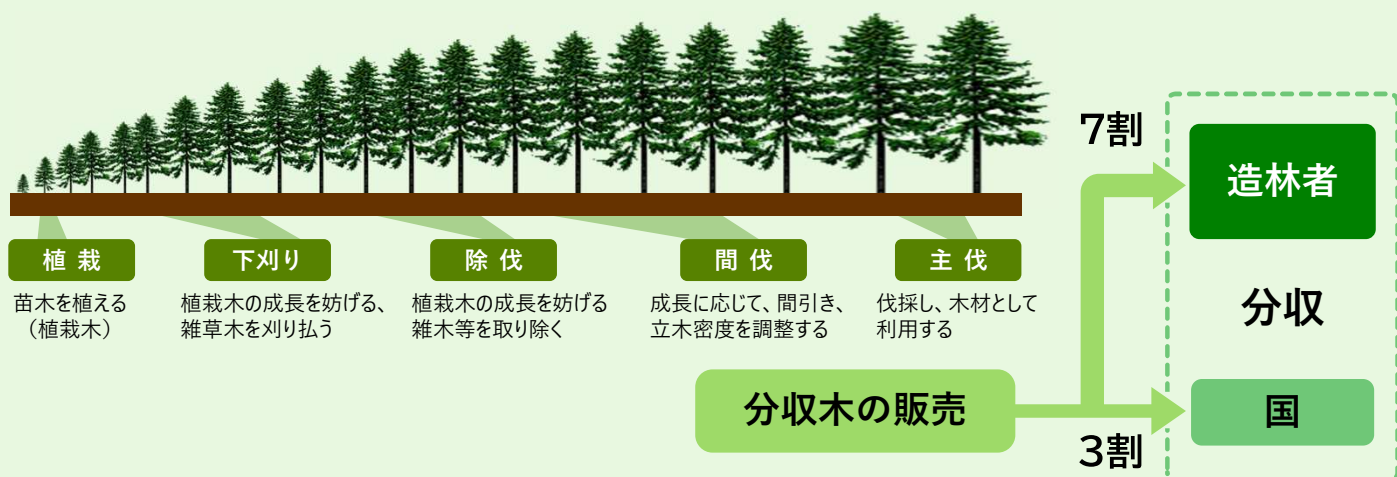 植栽
苗木を植える
（植栽木）
下刈り
植栽木の成長を妨げる、
雑草木を刈り払う
除伐
植栽木の成長を妨げる
雑木等を取り除く
間伐
成長に応じて、間引き、
立木密度を調整する
主伐
伐採し、木材として
利用する
分収木の販売
7割
造林者
分収
国
3割